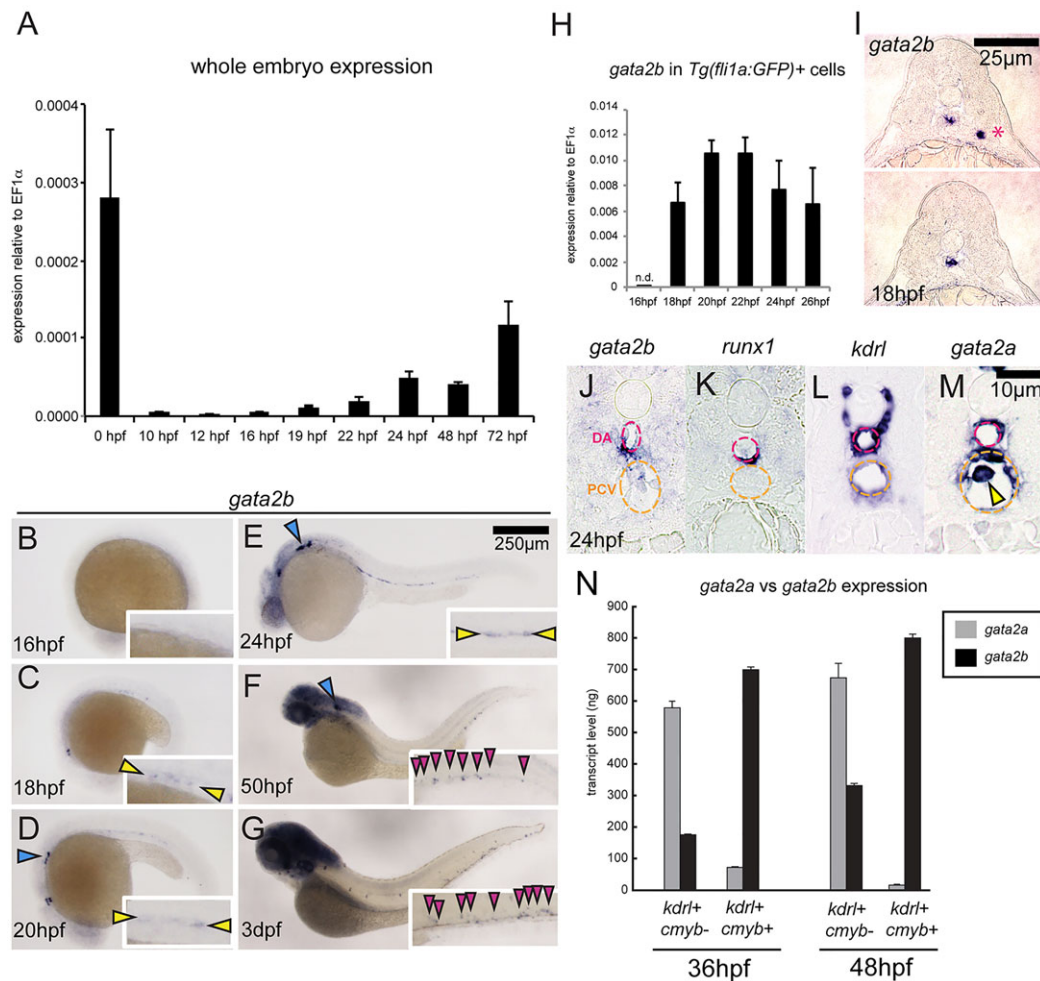 A
whole embryo expression
expression relative to EF1α
0.0004
0.0003
0.0002
0.0001
0.0000
0 hpf 10 hpf 12 hpf 16 hpf 19 hpf 22 hpf 24 hpf 48 hpf 72 hpf
H
gata2b in Tg(fli1a:GFP)+ cells
expression relative to EF1α
0.014
0.012
0.010
0.008
0.006
0.004
0.002
0
n.d.
16hpf 18hpf 20hpf 22hpf 24hpf 26hpf
I
gata2b
25µm
*
18hpf
gata2b
B
16hpf
C
18hpf
D
20hpf
E
250µm
24hpf
F
50hpf
G
3dpf
gata2b runx1 kdrl gata2a
J
DA
PCV
24hpf
K
L
M
10µm
N
gata2a vs gata2b expression
transcript level (ng)
900
800
700
600
500
400
300
200
100
00
gata2a
gata2b
kdrl+ kdrl+ kdrl+ kdrl+
cmyb- cmyb+ cmyb- cmyb+
36hpf 48hpf